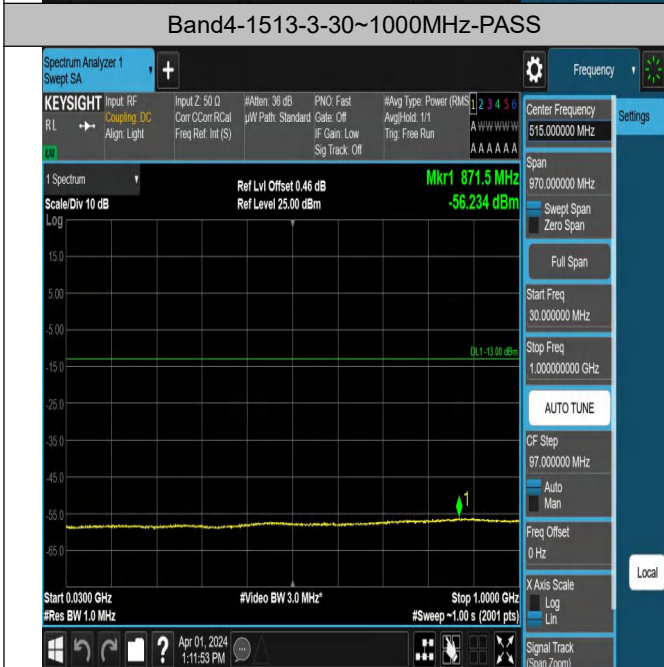 Band4-1513-3-30~1000MHz-PASS
Spectrum Analyzer 1
Swept SA
Frequency
KEYSIGHT
RL
Input: RF
Coupling: DC
Align: Light
Input Z: 50 Ω
Corr CCorr RCal
Freq Ref: Int (S)
#Atten: 36 dB
µW Path: Standard
PNO: Fast
Gate: Off
IF Gain: Low
Sig Track: Off
#Avg Type: Power (RMS
Avg|Hold: 1/1
Trig: Free Run
1 2 3 4 5 6
A W W W W W
A A A A A A
LXI
1 Spectrum
Scale/Div 10 dB
Log
Ref Lvl Offset 0.46 dB
Ref Level 25.00 dBm
Mkr1 871.5 MHz
-56.234 dBm
15.0
5.00
-5.00
-15.0
-25.0
-35.0
-45.0
-55.0
-65.0
DL1 -13.00 dBm
1
Start 0.0300 GHz
#Res BW 1.0 MHz
#Video BW 3.0 MHz*
Stop 1.0000 GHz
#Sweep ~1.00 s (2001 pts)
Apr 01, 2024
1:11:53 PM
Center Frequency
515.000000 MHz
Span
970.000000 MHz
Swept Span
Zero Span
Full Span
Start Freq
30.000000 MHz
Stop Freq
1.000000000 GHz
AUTO TUNE
CF Step
97.000000 MHz
Auto
Man
Freq Offset
0 Hz
X Axis Scale
Log
Lin
Signal Track
(Span Zoom)
Settings
Local